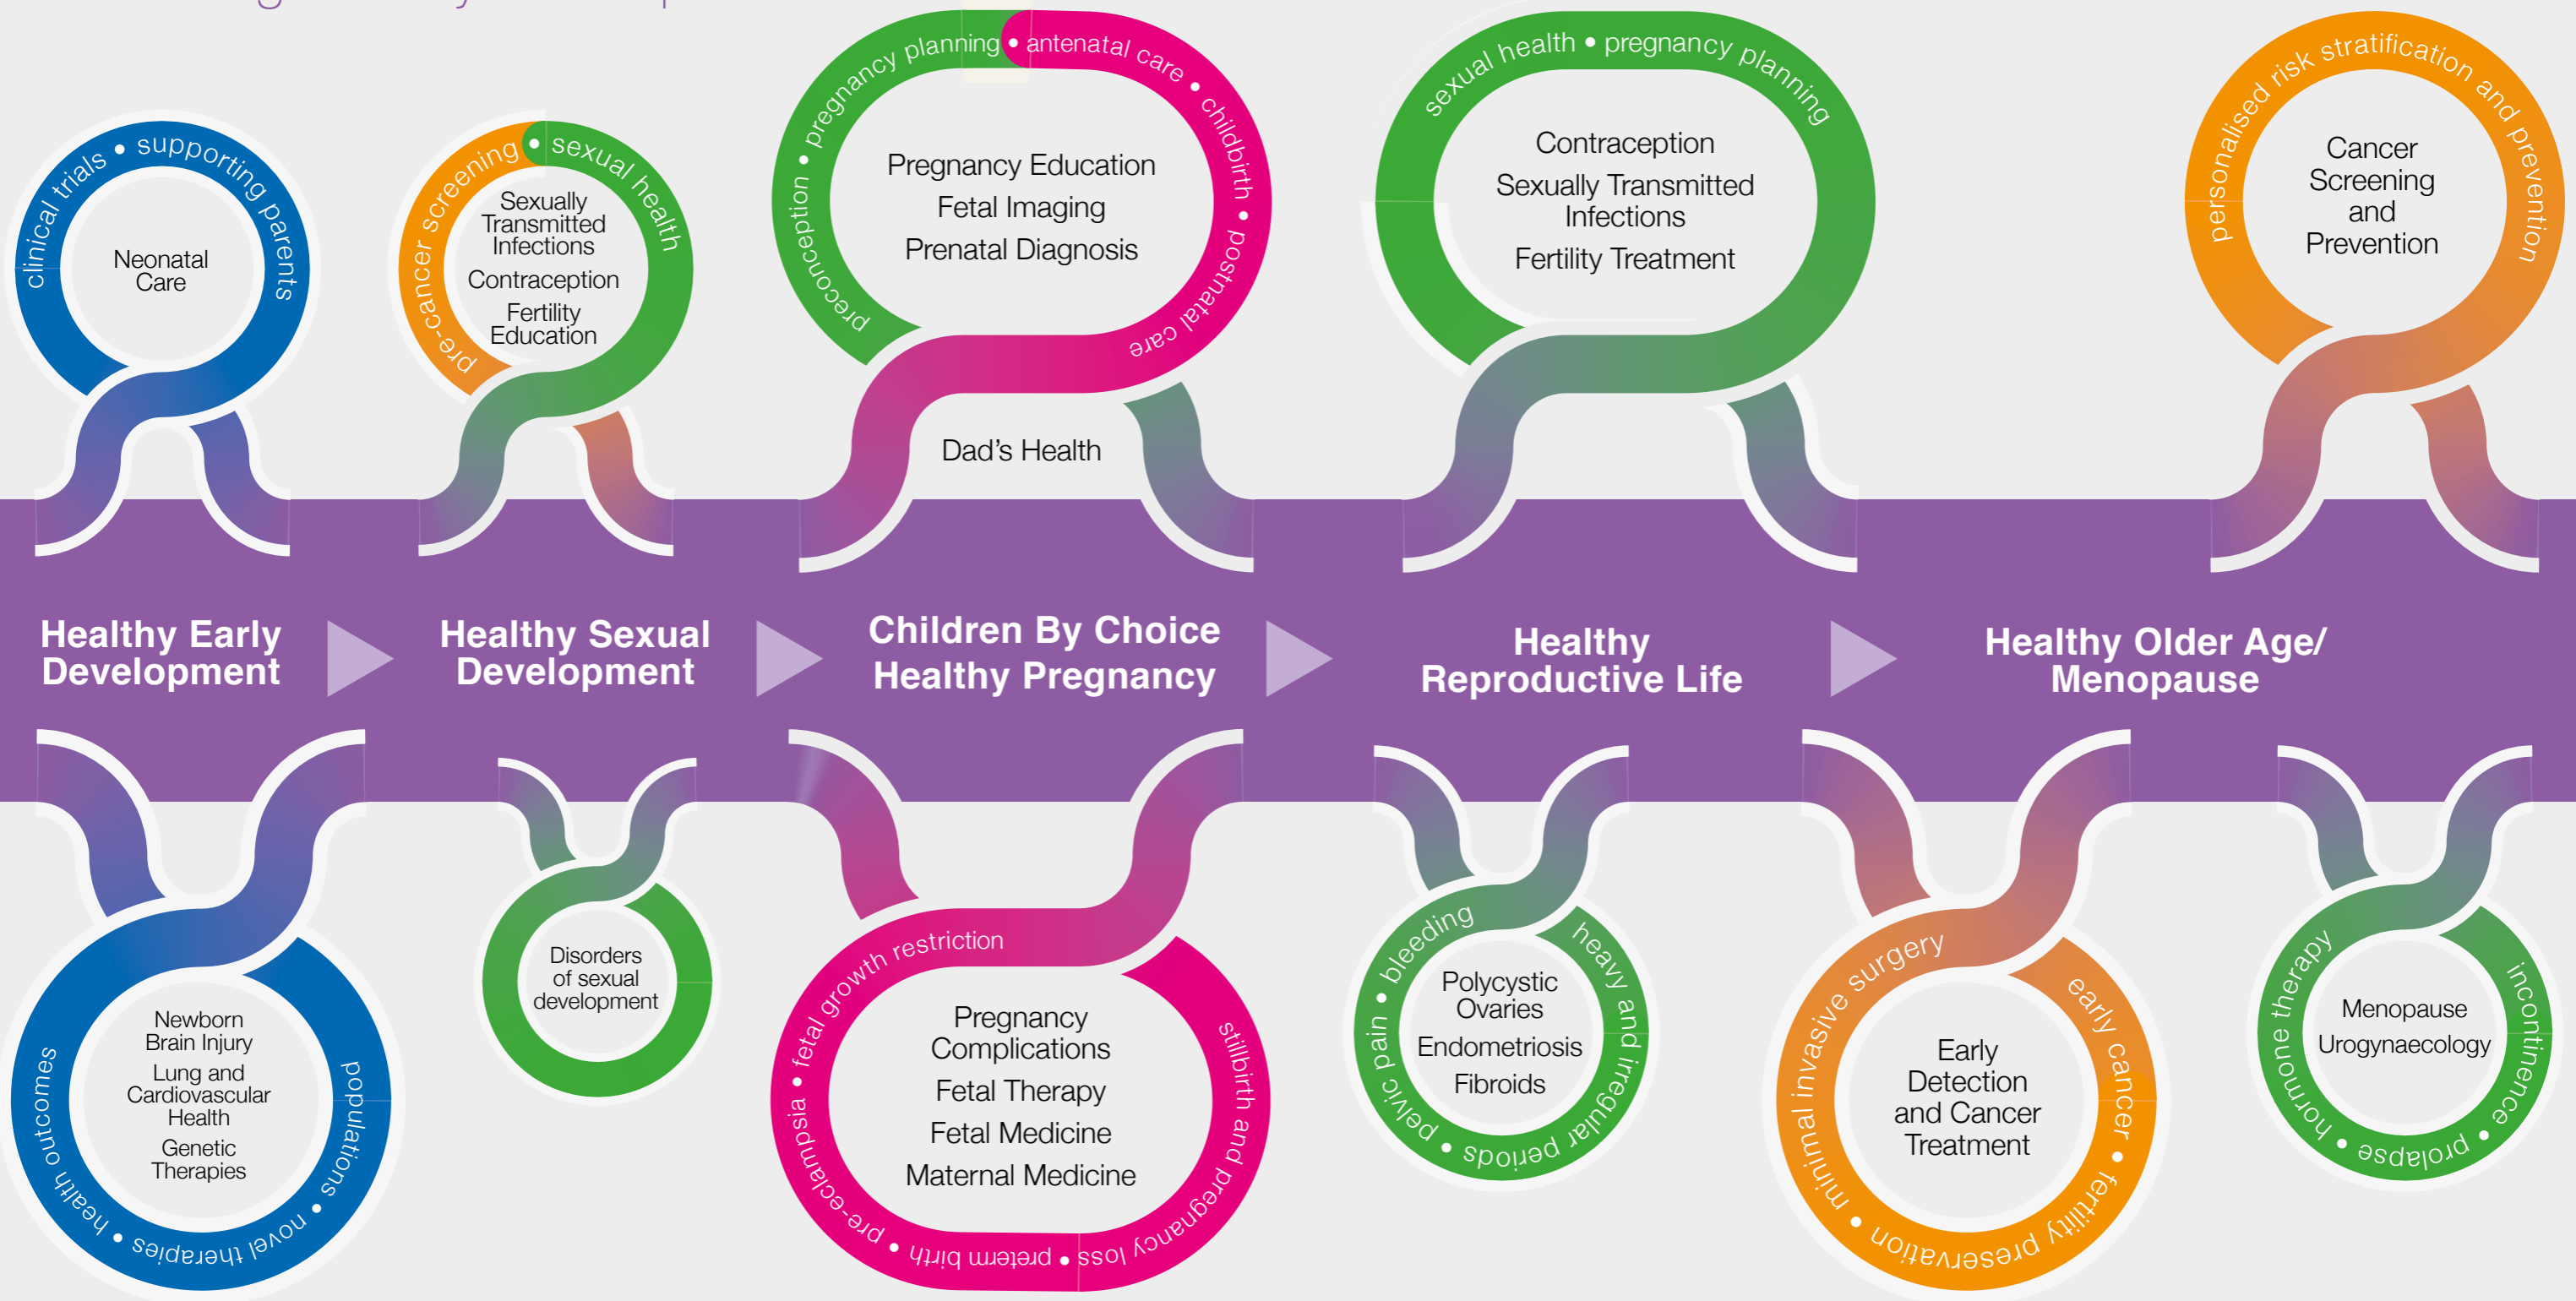 clinical trials • supporting parents
Neonatal
Care
pre-cancer screening • sexual health
Sexually
Transmitted
Infections
Contraception
Fertility
Education
preconception • pregnancy planning • antenatal care • childbirth • postnatal care
Pregnancy Education
Fetal Imaging
Prenatal Diagnosis
Dad's Health
sexual health • pregnancy planning
Contraception
Sexually Transmitted
Infections
Fertility Treatment
personalised risk stratification and prevention
Cancer
Screening
and
Prevention
Healthy Early
Development
Healthy Sexual
Development
Children By Choice
Healthy Pregnancy
Healthy
Reproductive Life
Healthy Older Age/
Menopause
populations • novel therapies • health outcomes
Newborn
Brain Injury
Lung and
Cardiovascular
Health
Genetic
Therapies
Disorders
of sexual
development
stillbirth and pregnancy loss • preterm birth • pre-eclampsia • fetal growth restriction
Pregnancy
Complications
Fetal Therapy
Fetal Medicine
Maternal Medicine
heavy and irregular periods • pelvic pain • bleeding
Polycystic
Ovaries
Endometriosis
Fibroids
early cancer • fertility preservation • minimal invasive surgery
Early
Detection
and Cancer
Treatment
incontinence • prolapse • hormone therapy
Menopause
Urogynaecology